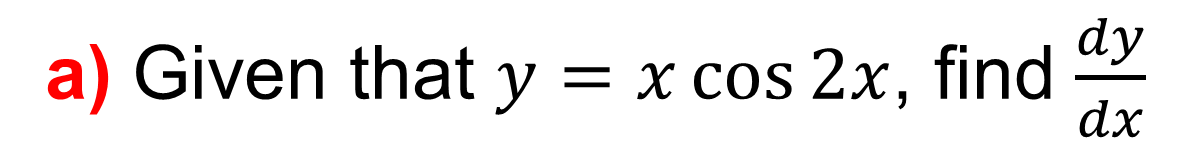 a) Given that y = x cos 2x, find dy/dx